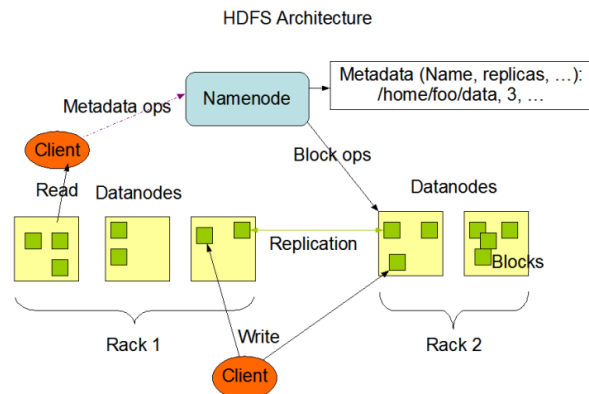 HDFS Architecture
Metadata (Name, replicas, …):
/home/foo/data, 3, …
Namenode
Metadata ops
Client
Block ops
Read
Datanodes
Datanodes
Replication
Blocks
Rack 1
Write
Rack 2
Client